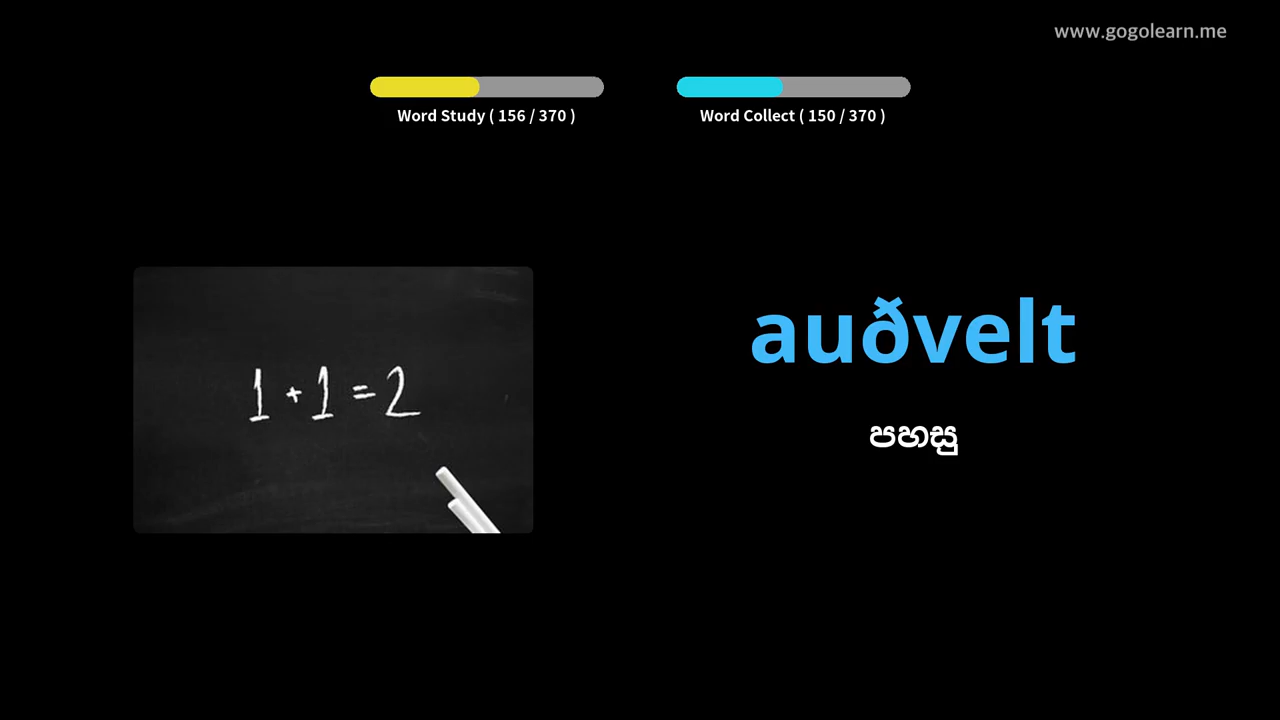 www.gogolearn.me
Word Study ( 156 / 370 )
Word Collect ( 150 / 370 )
1 + 1 = 2
auðvelt
පහසු